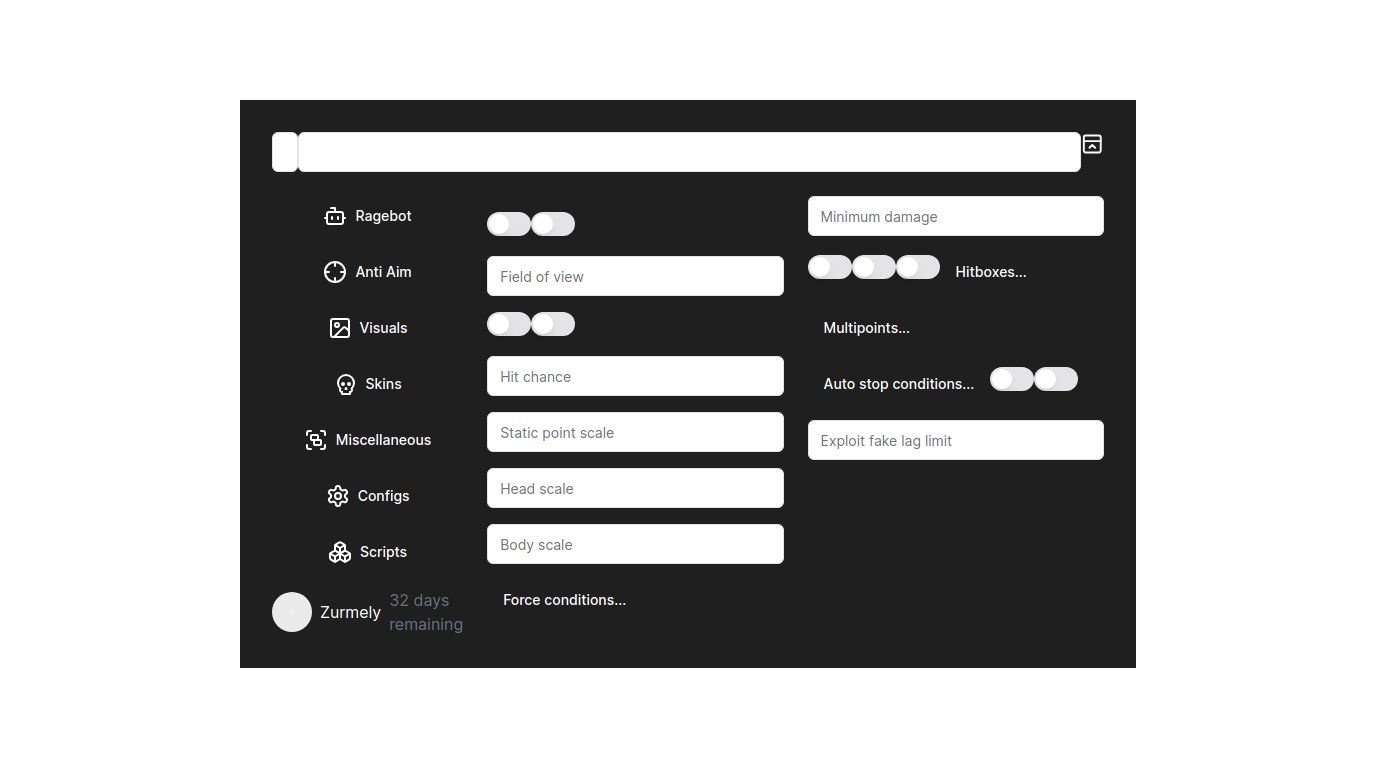 Ragebot
Anti Aim
Visuals
Skins
Miscellaneous
Configs
Scripts
Zurmely
32 days
remaining
Field of view
Hit chance
Static point scale
Head scale
Body scale
Force conditions...
Minimum damage
Hitboxes...
Multipoints...
Auto stop conditions...
Exploit fake lag limit